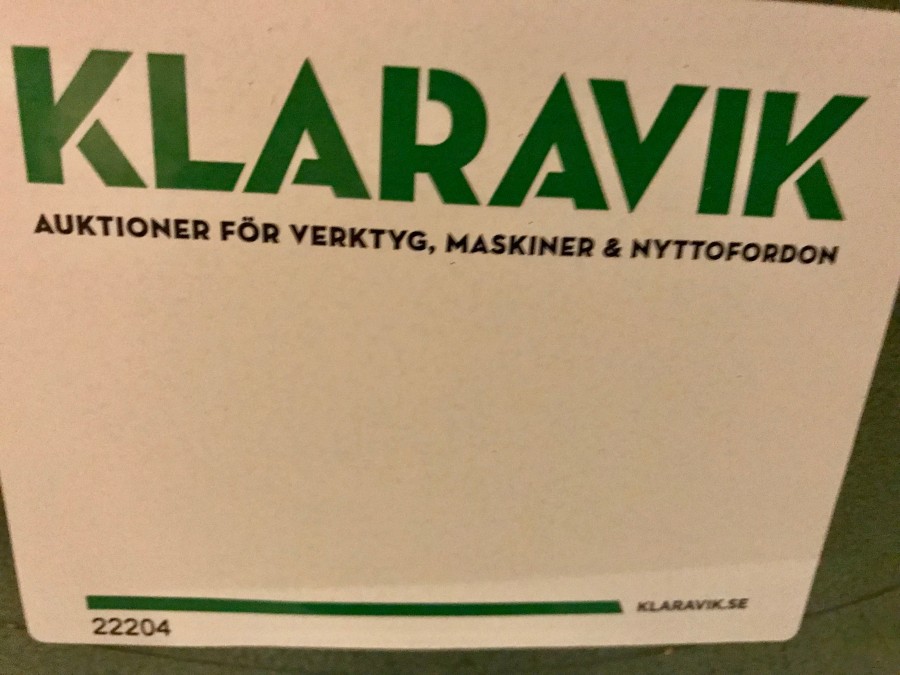 KLARAVIK
AUKTIONER FÖR VERKTYG, MASKINER & NYTTOFORDON
KLARAVIK.SE
22204